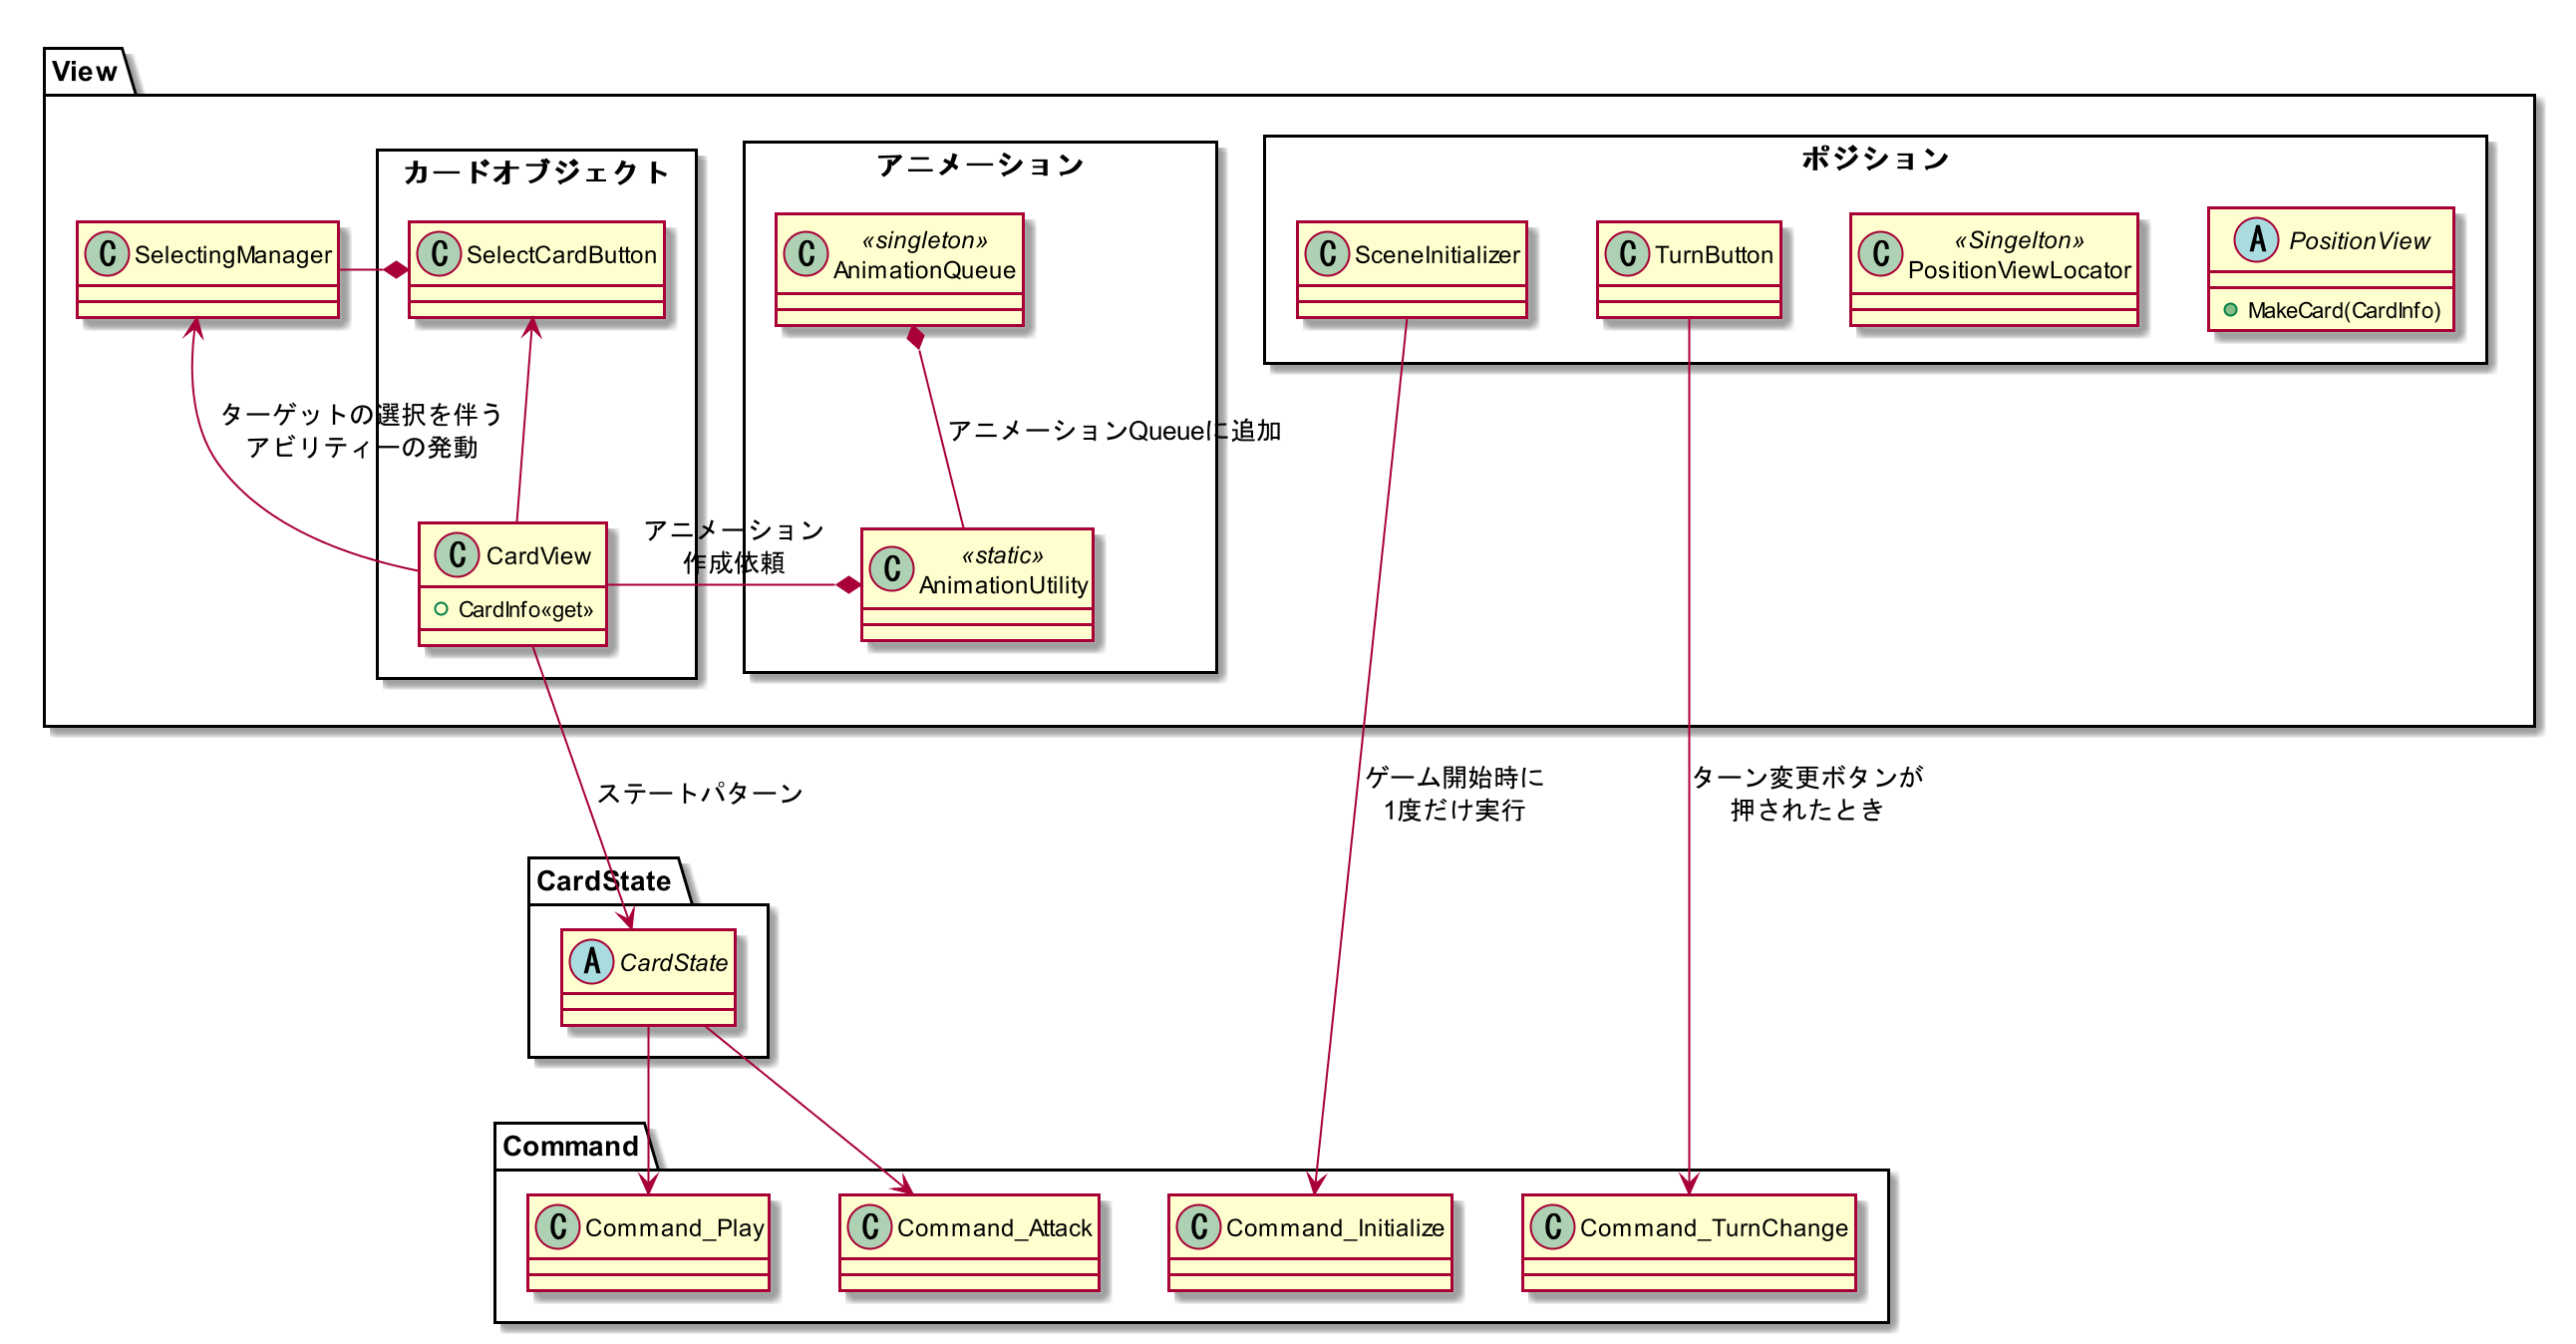 View
カードオブジェクト
アニメーション
ポジション
C SelectingManager
C SelectCardButton
C «singleton»
AnimationQueue
C SceneInitializer
C TurnButton
C «Singelton»
PositionViewLocator
A PositionView
MakeCard(CardInfo)
ターゲットの選択を伴う
アビリティーの発動
アニメーションQueueに追加
C CardView
CardInfo«get»
アニメーション
作成依頼
C «static»
AnimationUtility
ステートパターン
ゲーム開始時に
1度だけ実行
ターン変更ボタンが
押されたとき
CardState
A CardState
Command
C Command_Play
C Command_Attack
C Command_Initialize
C Command_TurnChange